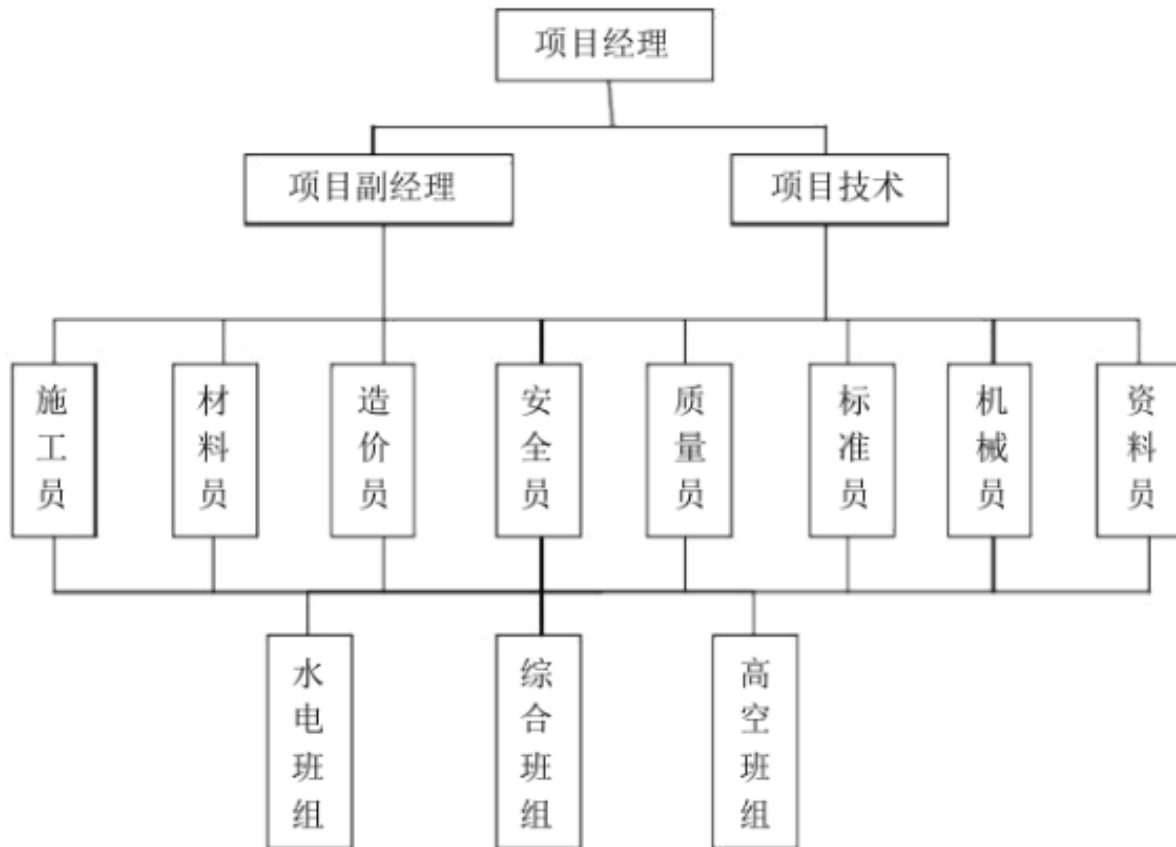 项目经理
项目副经理
项目技术
施工员
材料员
造价员
安全员
质量员
标准员
机械员
资料员
水电班组
综合班组
高空班组